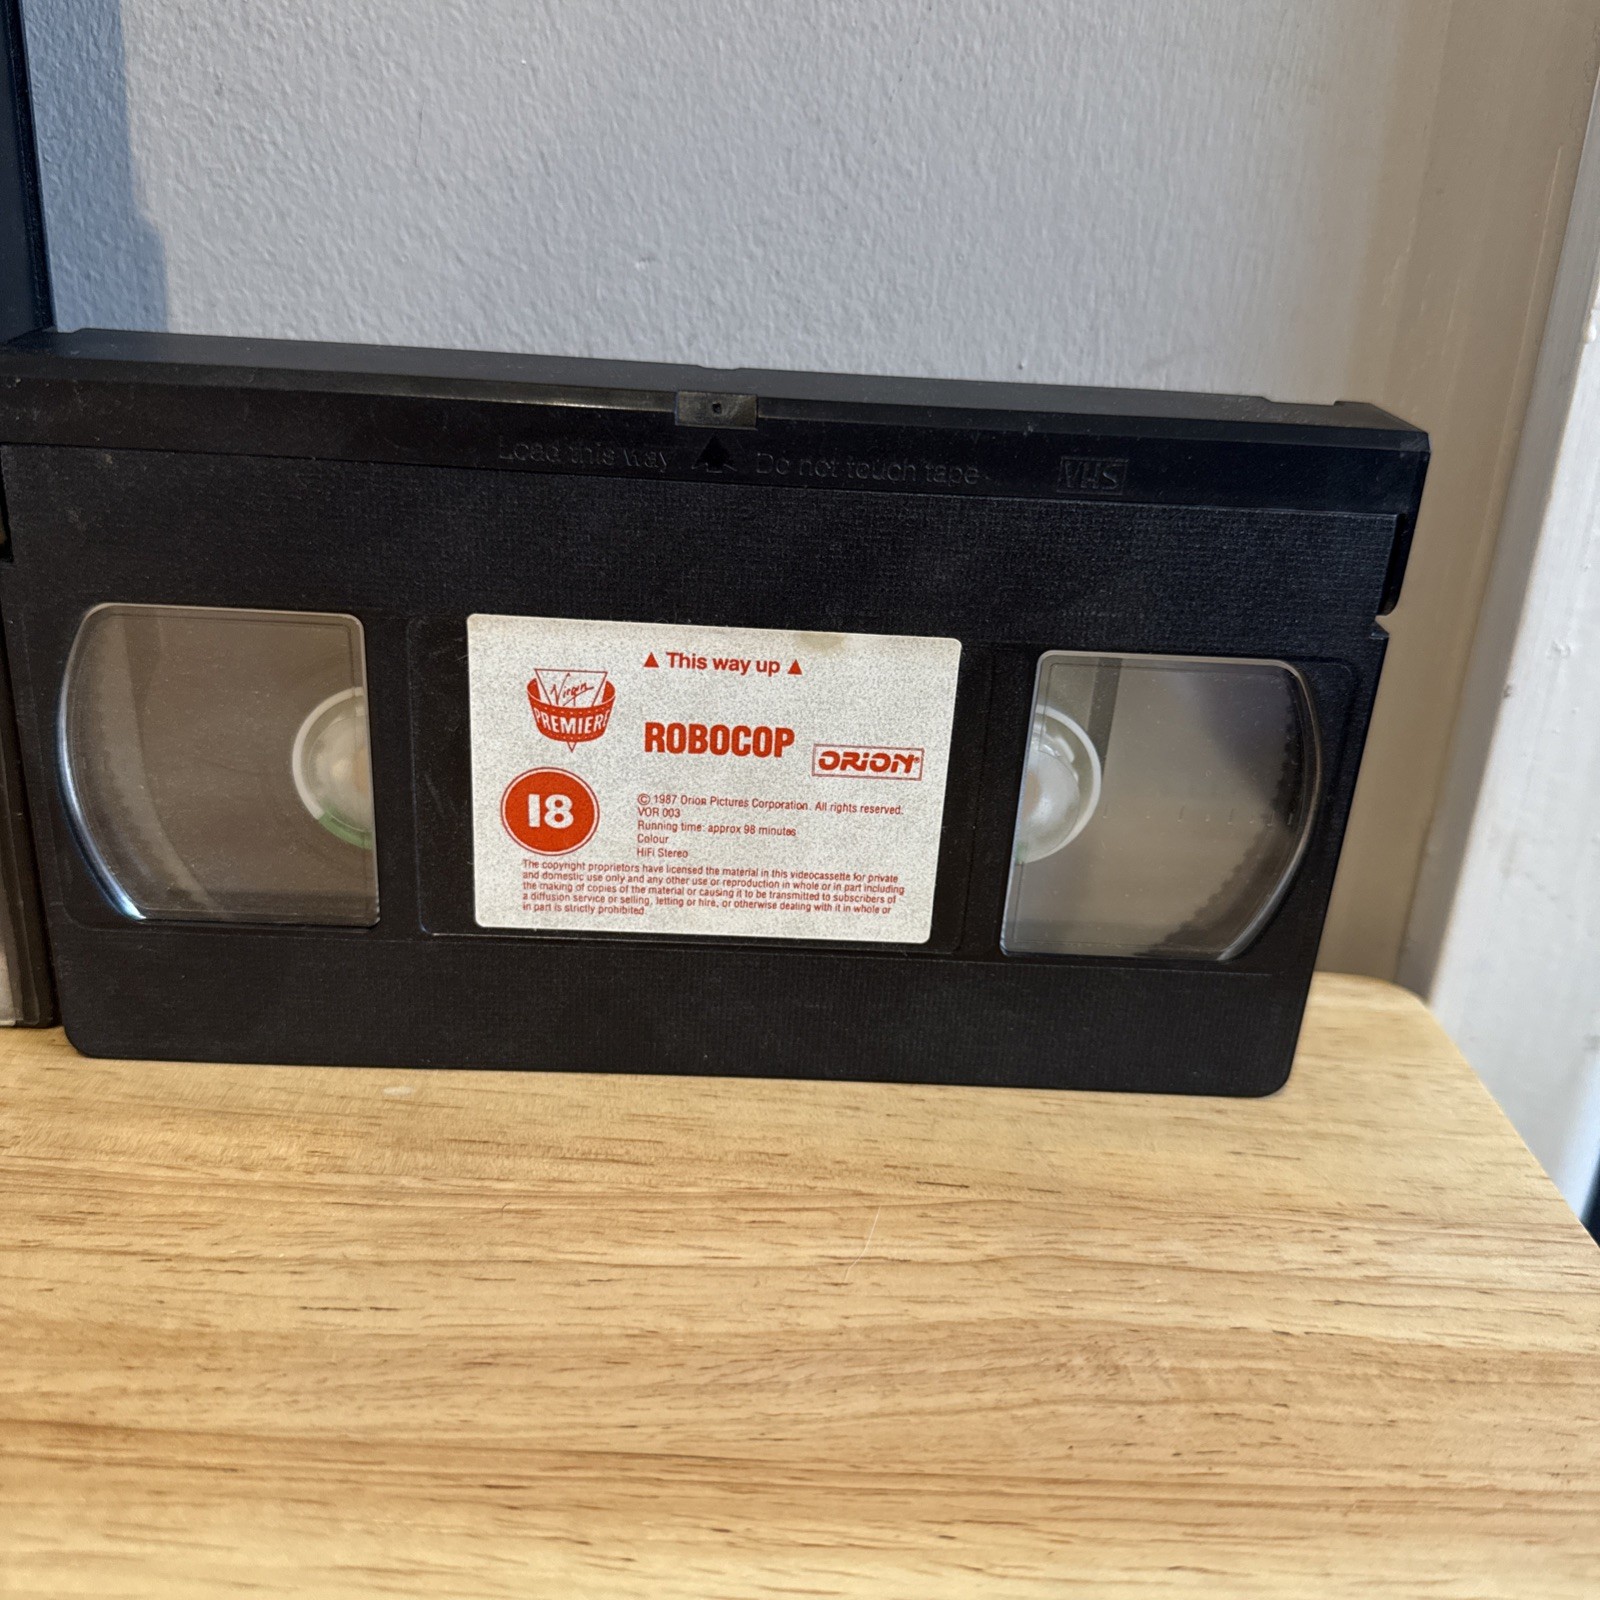 Load this way ▲ Do not touch tape VHS
▲ This way up ▲
Virgin
PREMIERE
ROBOCOP
ORION®
18
© 1987 Orion Pictures Corporation. All rights reserved.
VOR 003
Running time: approx 98 minutes
Colour
HiFi Stereo
The copyright proprietors have licensed the material in this videocassette for private
and domestic use only and any other use or reproduction in whole or in part including
the making of copies of the material or causing it to be transmitted to subscribers of
a diffusion service or selling, letting or hire, or otherwise dealing with it in whole or
in part is strictly prohibited